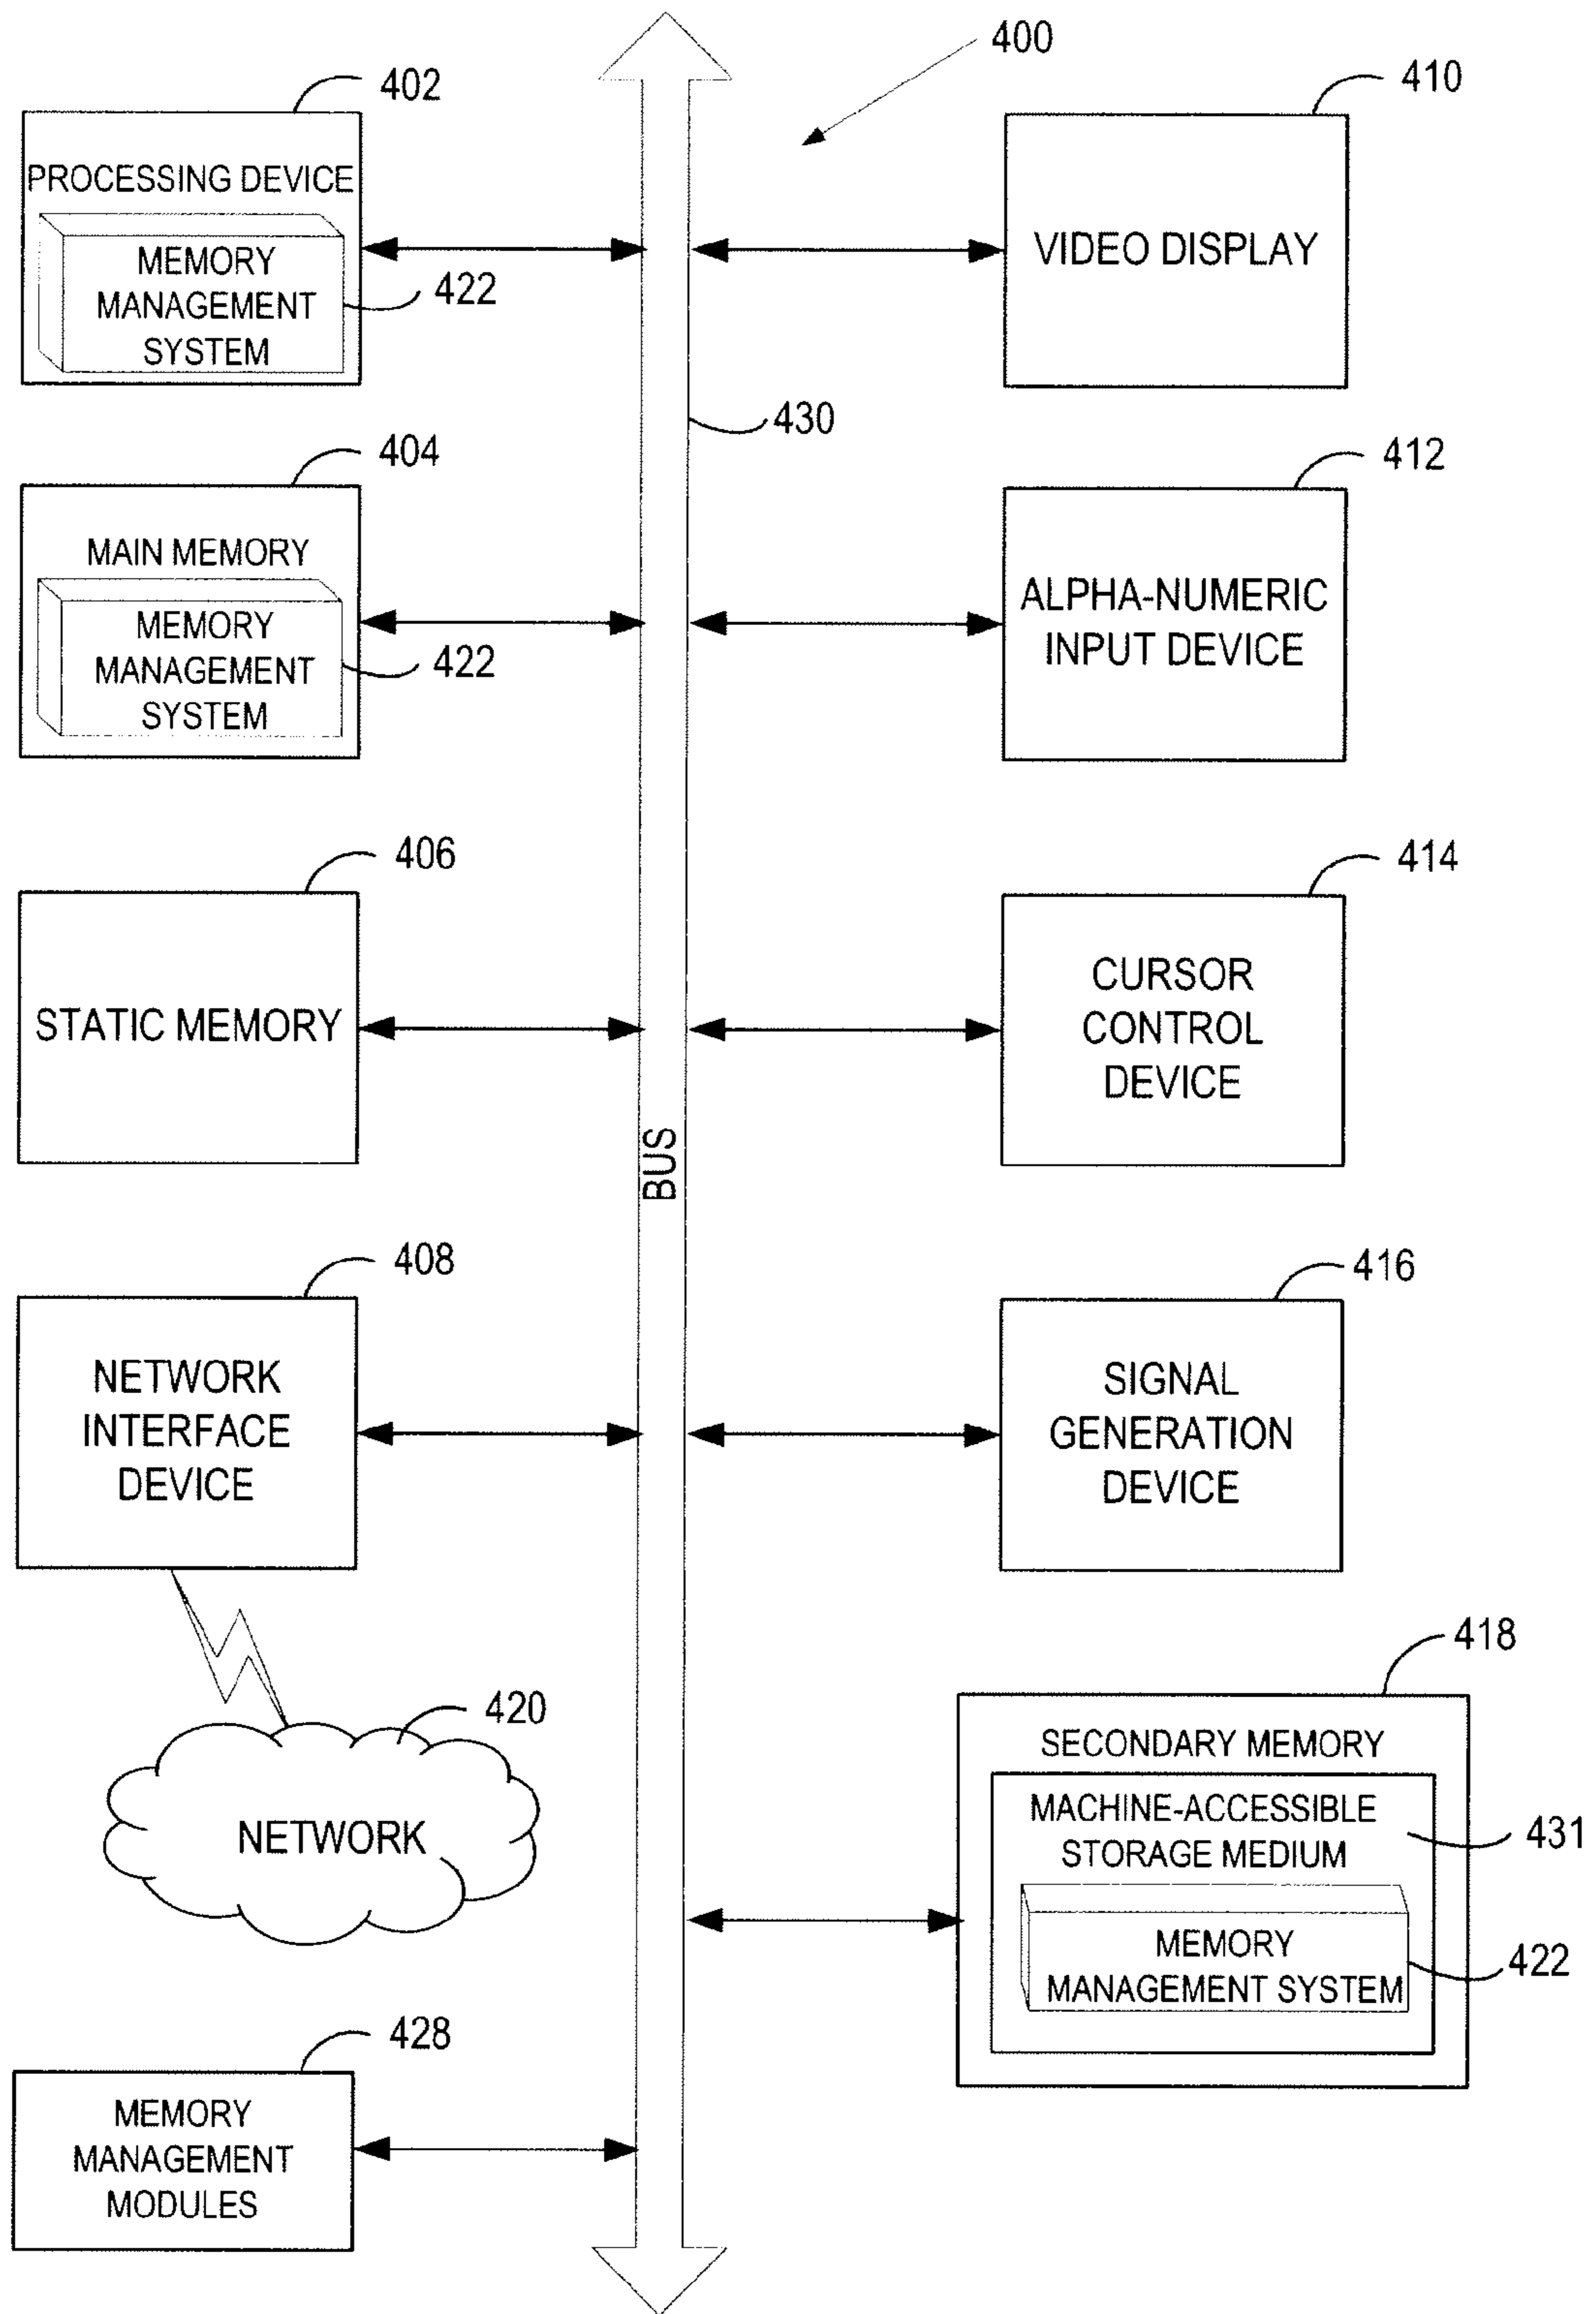 400
402
PROCESSING DEVICE
MEMORY
MANAGEMENT
SYSTEM
422
410
VIDEO DISPLAY
430
404
MAIN MEMORY
MEMORY
MANAGEMENT
SYSTEM
422
412
ALPHA-NUMERIC
INPUT DEVICE
406
STATIC MEMORY
414
CURSOR
CONTROL
DEVICE
BUS
408
NETWORK
INTERFACE
DEVICE
416
SIGNAL
GENERATION
DEVICE
420
NETWORK
418
SECONDARY MEMORY
MACHINE-ACCESSIBLE
STORAGE MEDIUM
431
MEMORY
MANAGEMENT SYSTEM
422
428
MEMORY
MANAGEMENT
MODULES